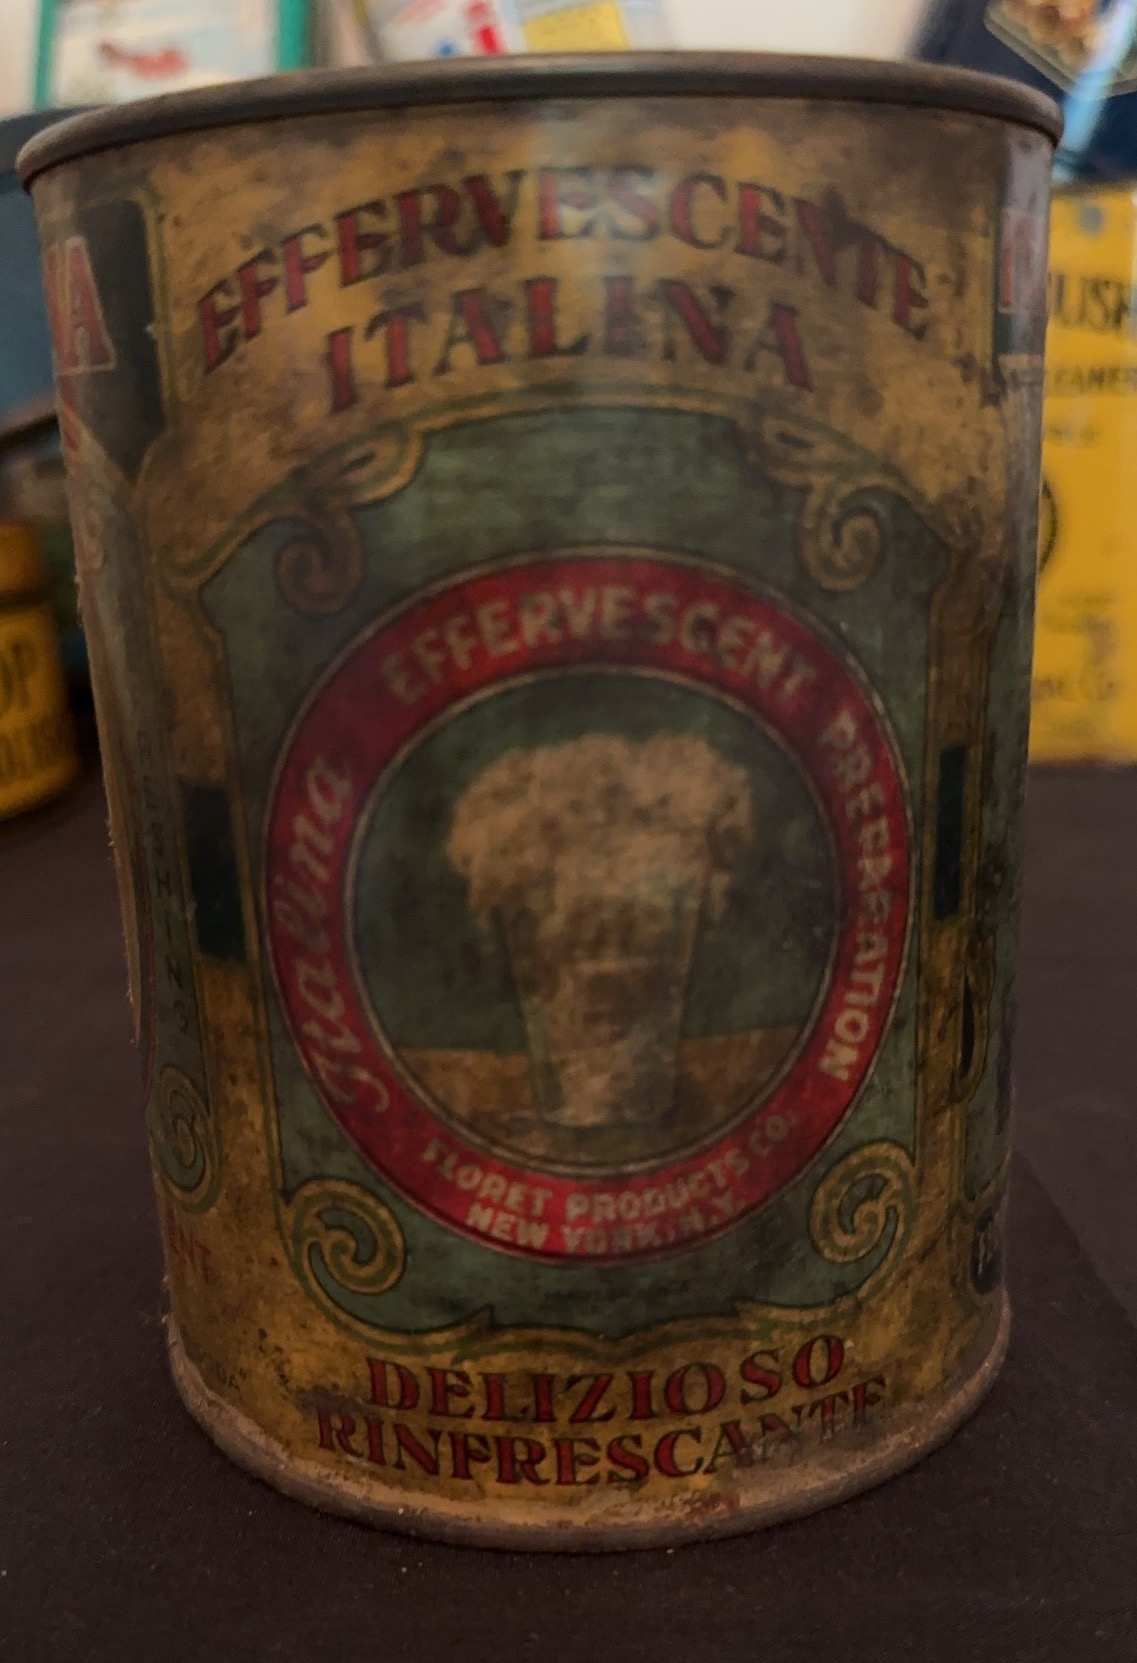 EFFERVESCENTE
ITALINA
Italina EFFERVESCENT PREPARATION
FLORET PRODUCTS CO.
NEW YORK, N.Y.
DELIZIOSO
RINFRESCANTE